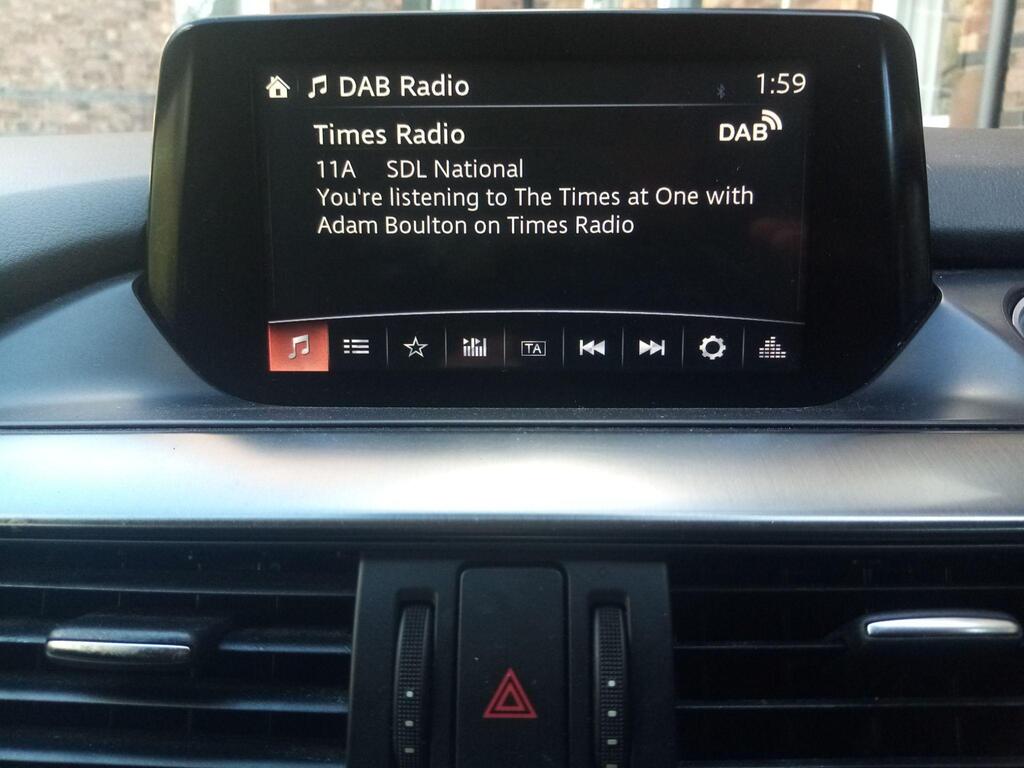 DAB Radio 1:59
Times Radio DAB
11A SDL National
You're listening to The Times at One with
Adam Boulton on Times Radio
TA